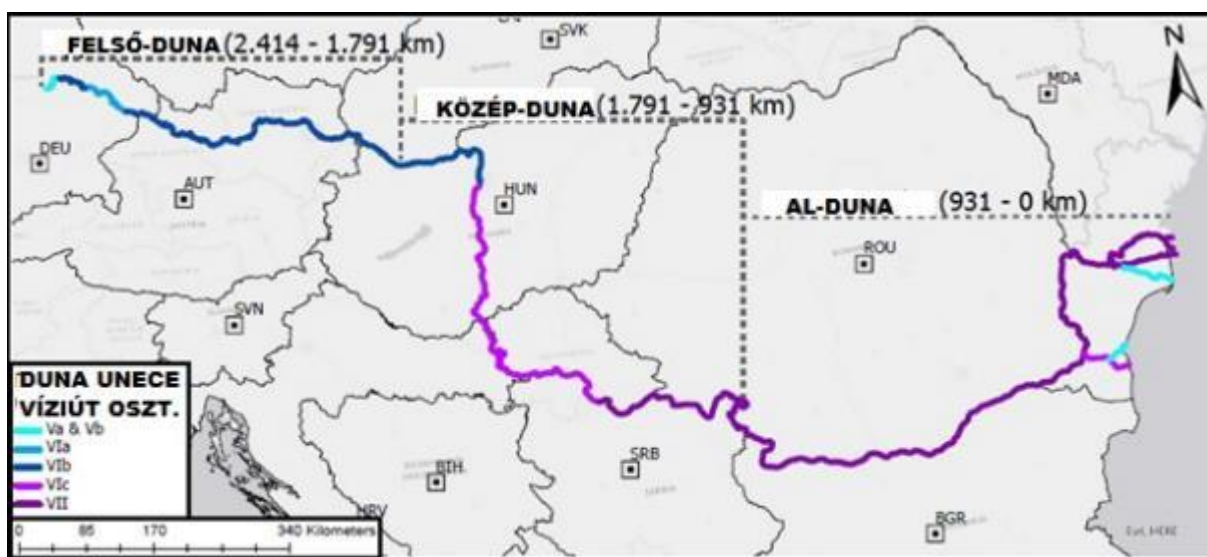 FELSŐ-DUNA (2.414 - 1.791 km)
SVK
N
MDA
KÖZÉP-DUNA (1.791 - 931 km)
DEU
AUT
HUN
AL-DUNA (931 - 0 km)
ROU
SVN
DUNA UNECE
VÍZIÚT OSZT.
Va & Vb
VIa
VIb
VIc
VII
BIH
SRB
HRV
BGR
0 85 170 340 Kilometers
Esri, HERE